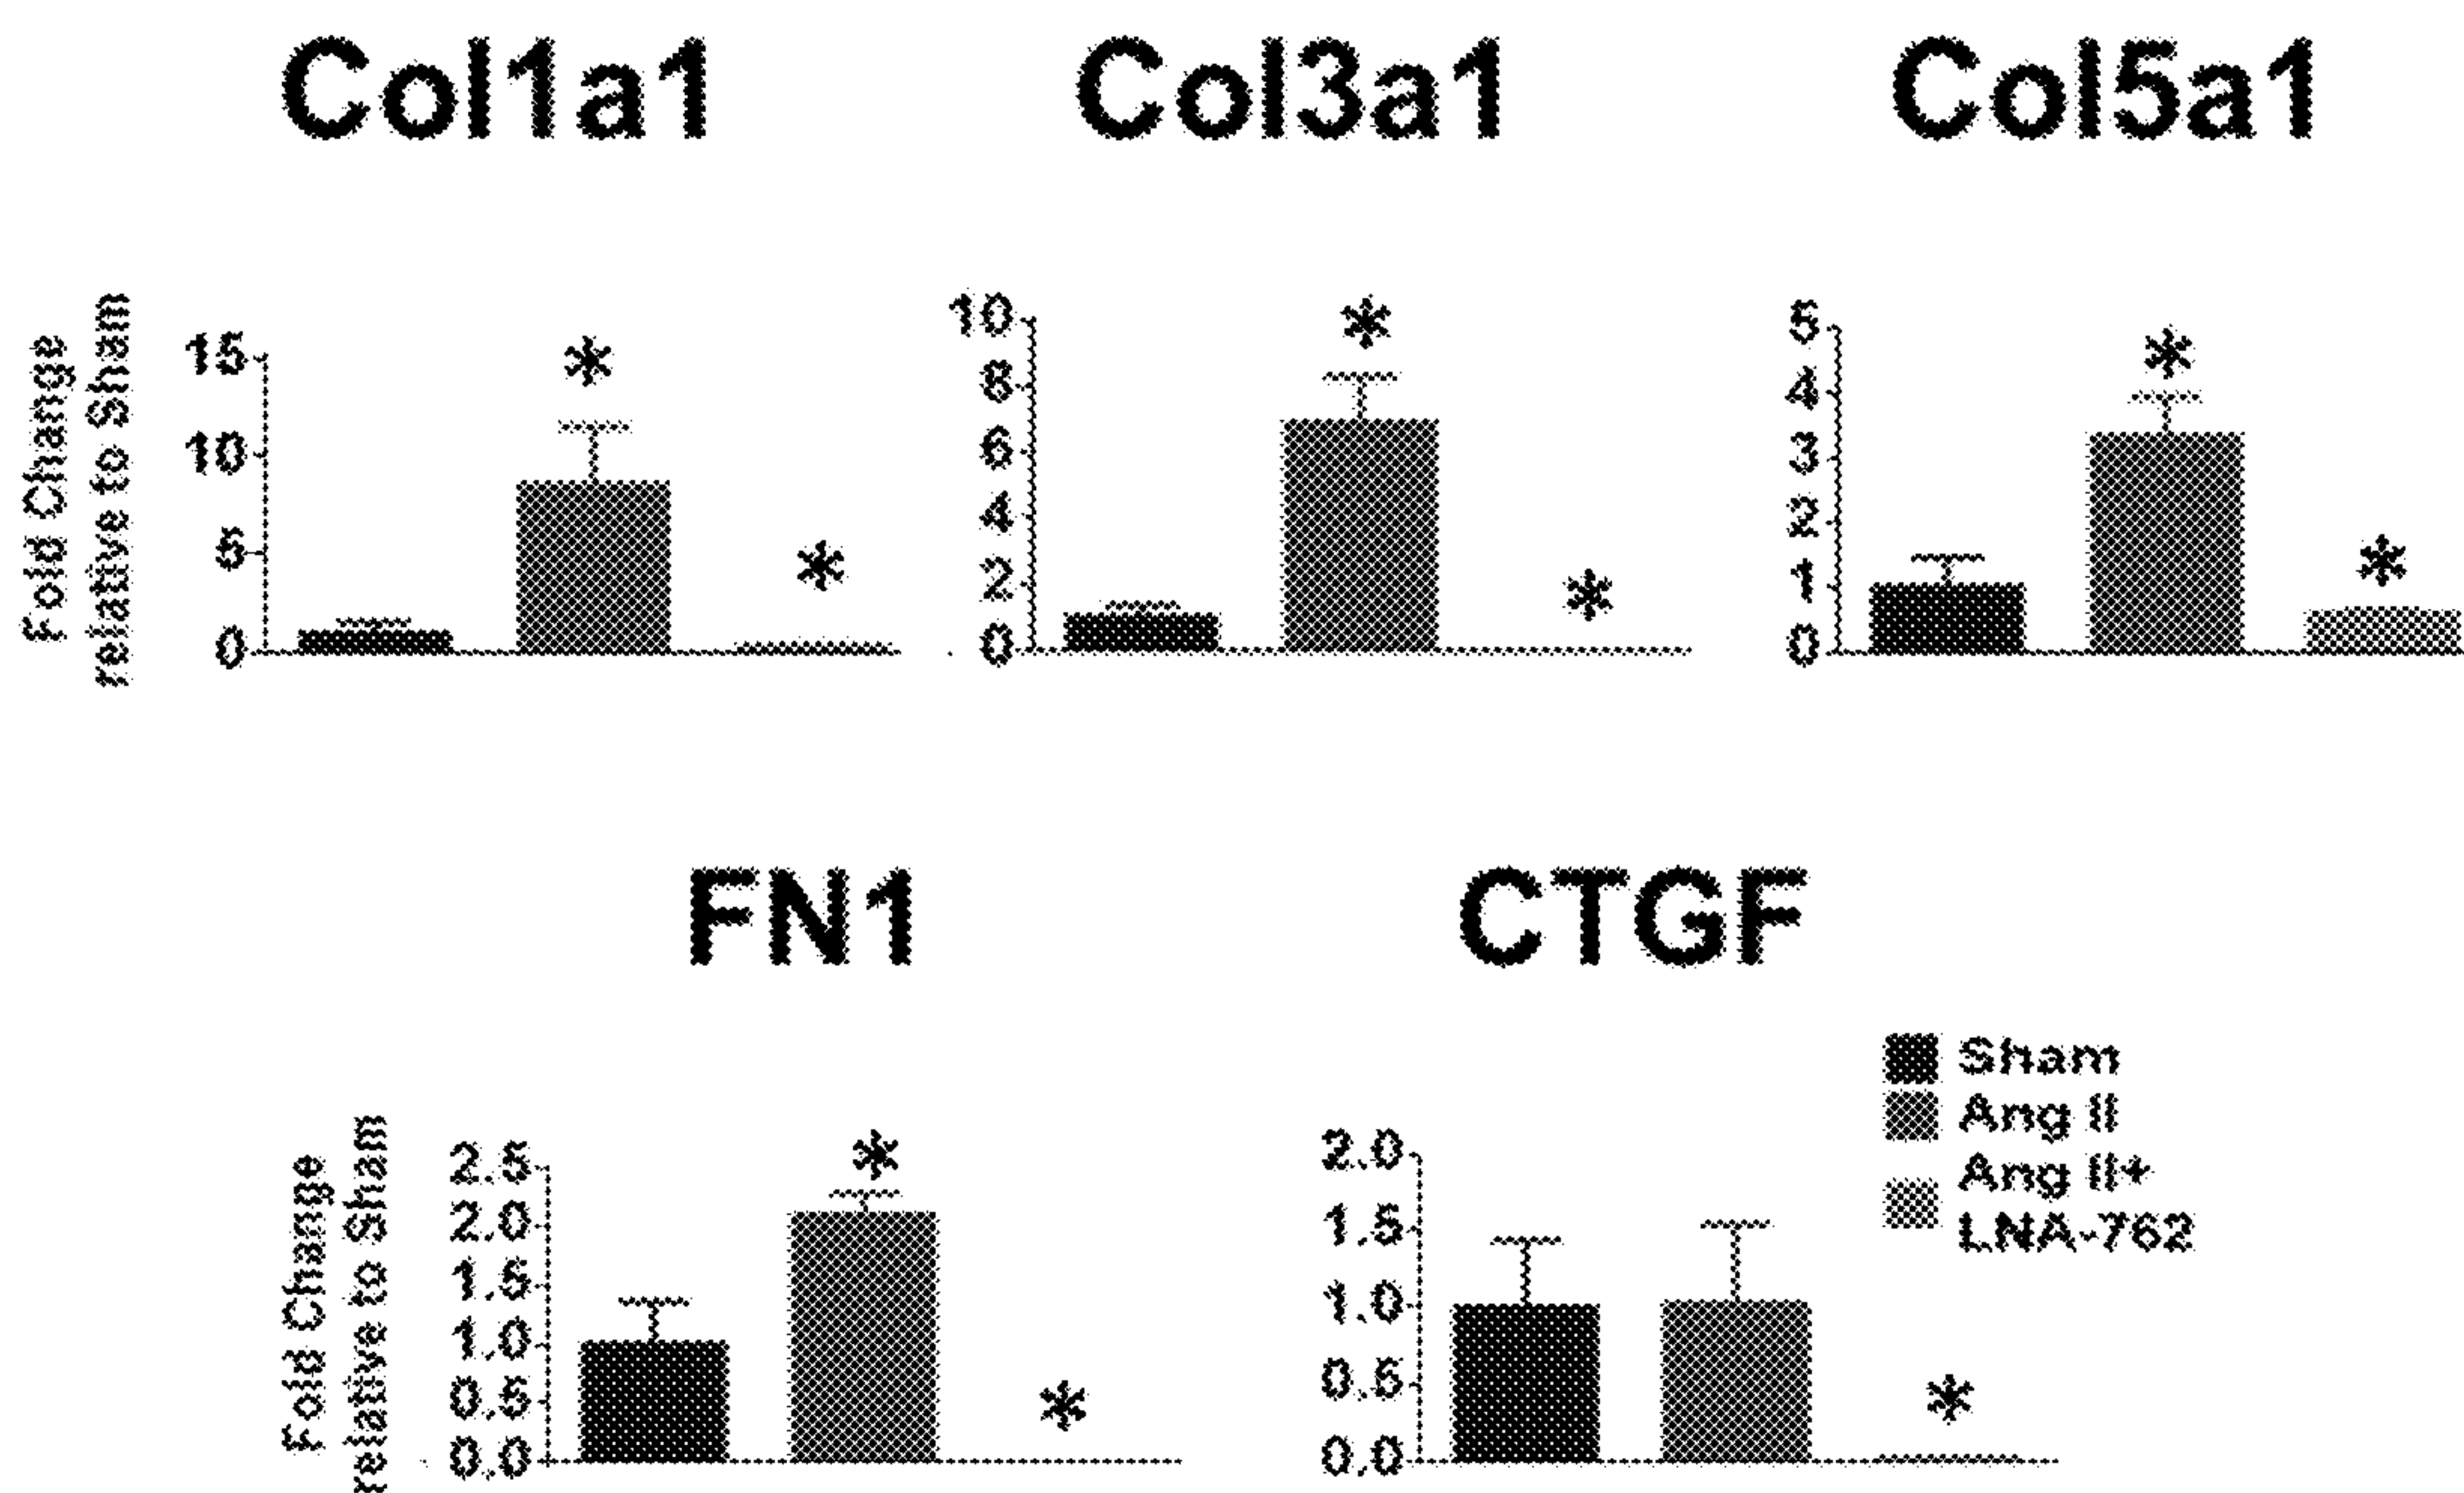 Col1a1
Col3a1
Col5a1
Fold Change
relative to Sham
15
10
5
0
*
*
10
8
6
4
2
0
*
*
5
4
3
2
1
0
*
*
FN1
CTGF
Fold Change
relative to Sham
2.5
2.0
1.5
1.0
0.5
0.0
*
*
2.0
1.5
1.0
0.5
0.0
*
Sham
Ang II
Ang II+
LNA-762